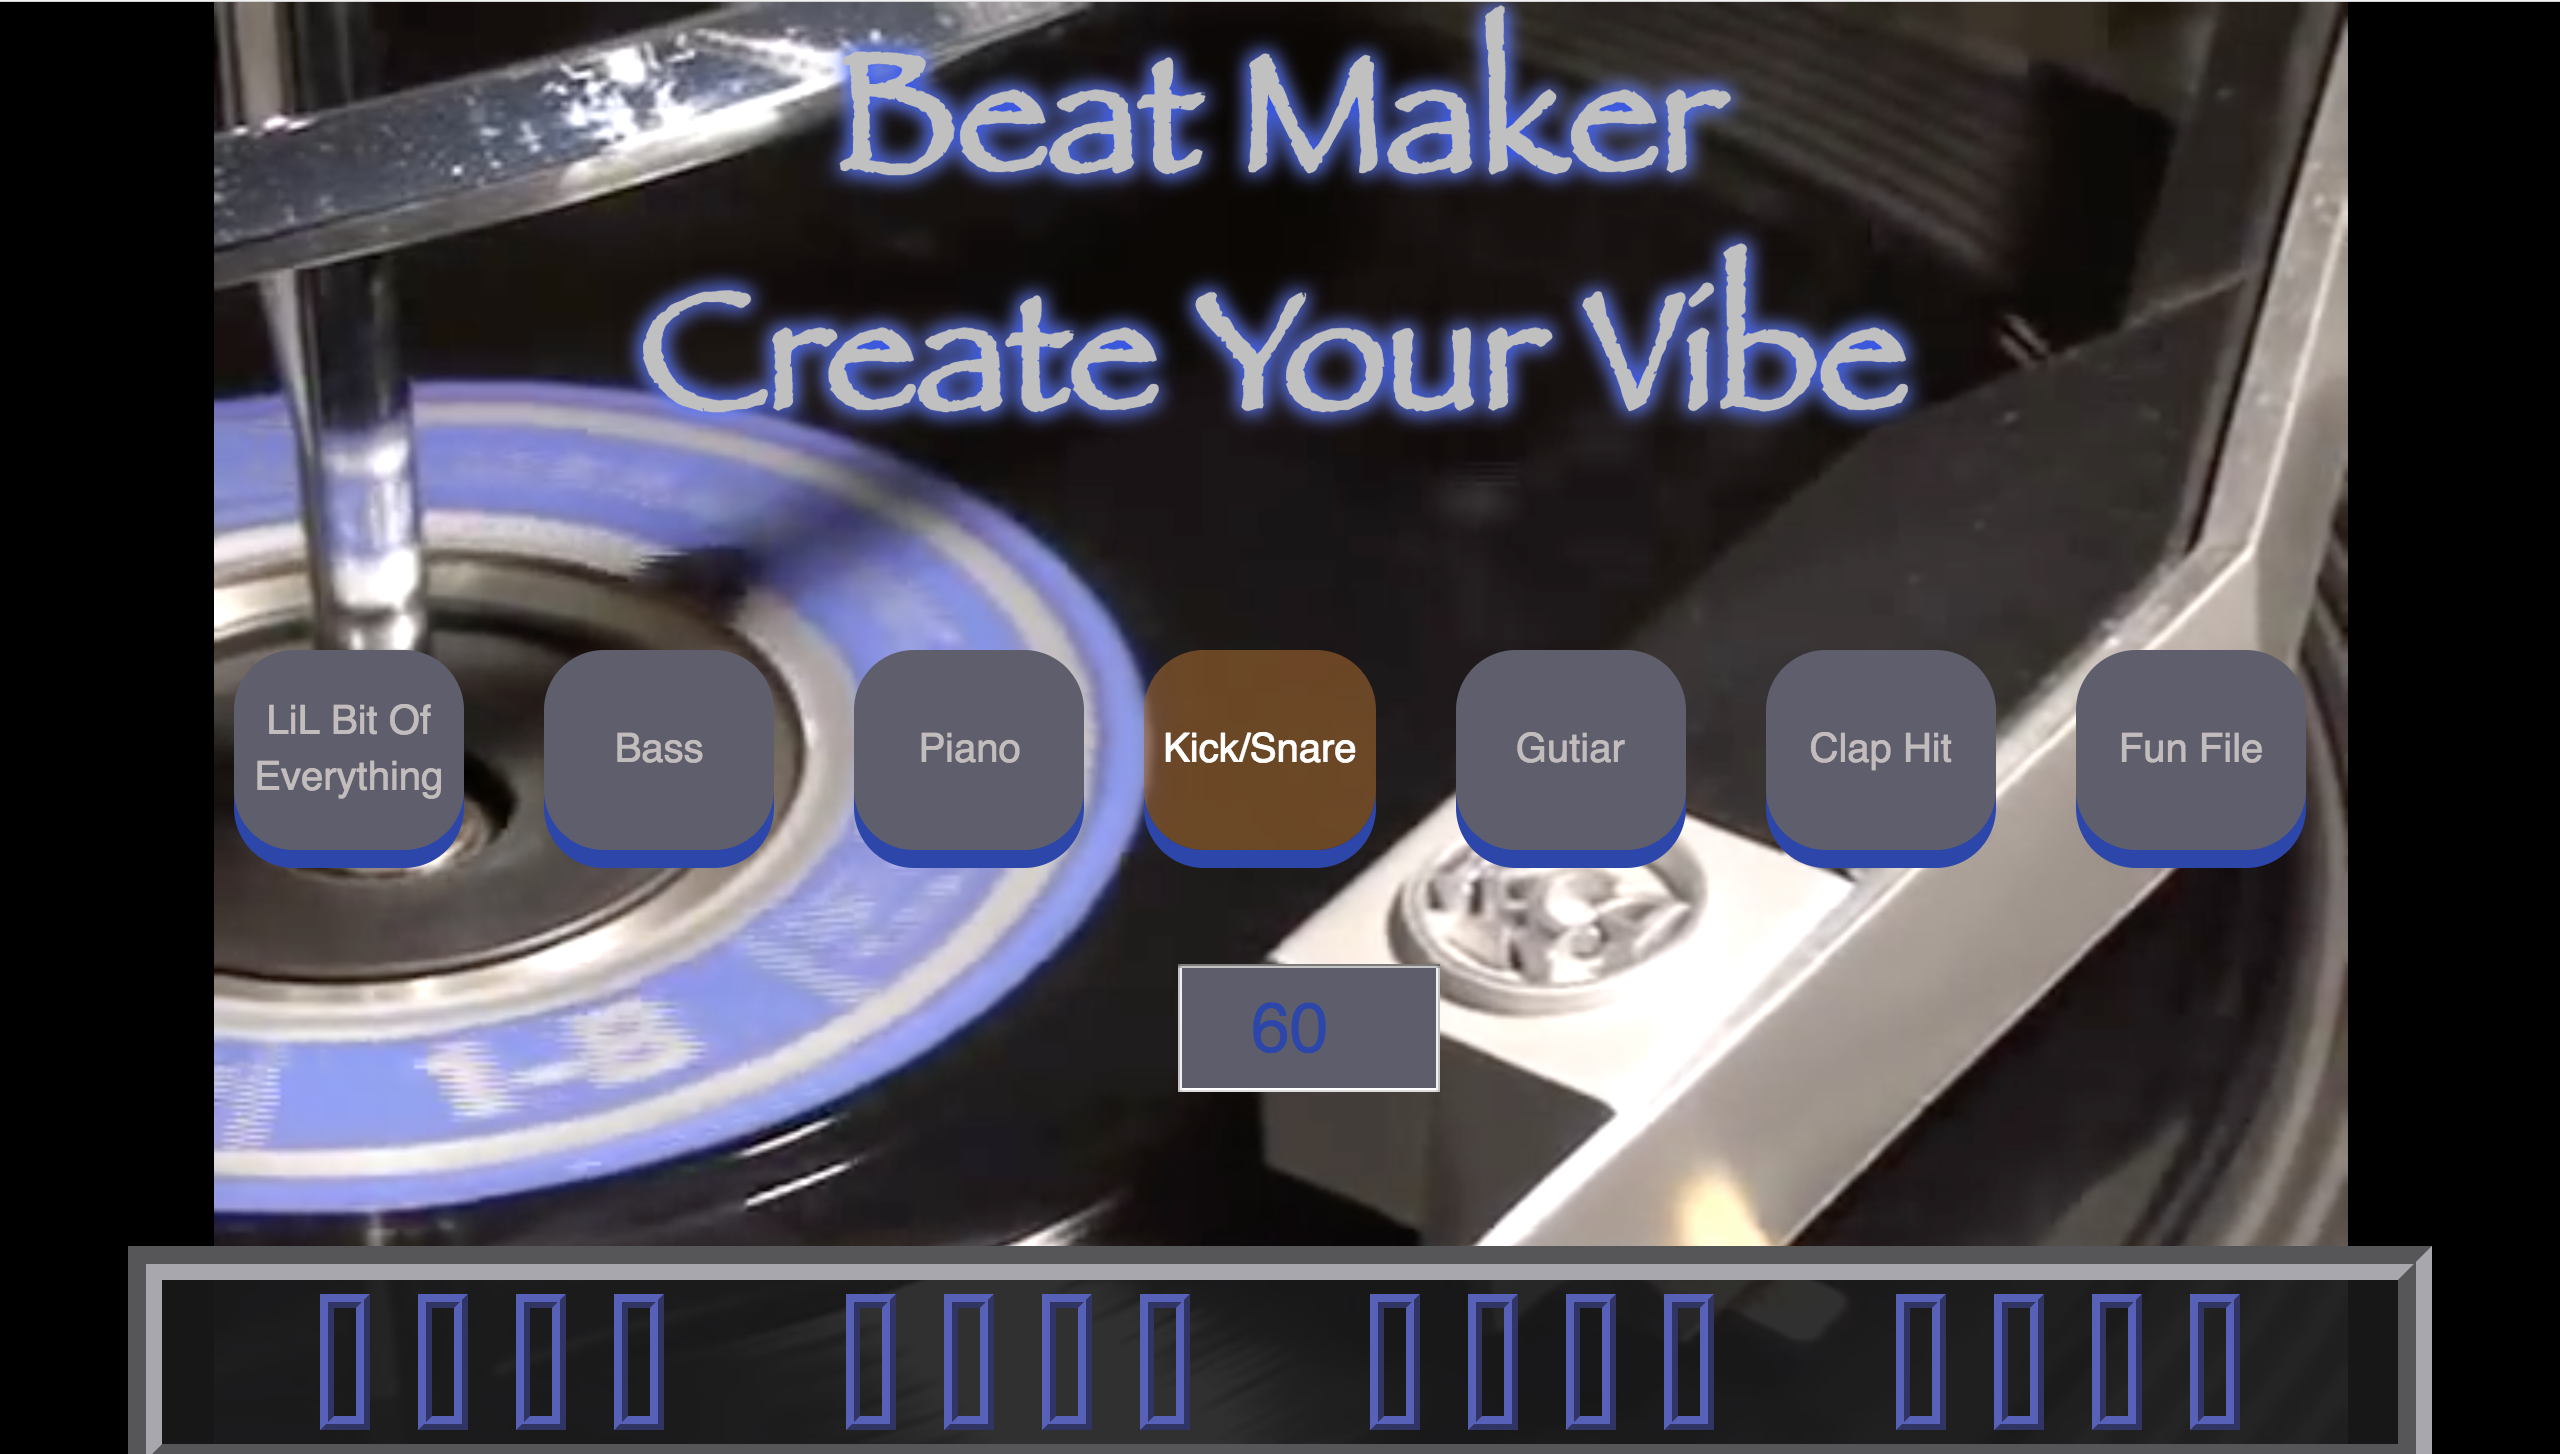 Beat Maker
Create Your Vibe
LiL Bit Of
Everything
Bass
Piano
Kick/Snare
Gutiar
Clap Hit
Fun File
60
1-B